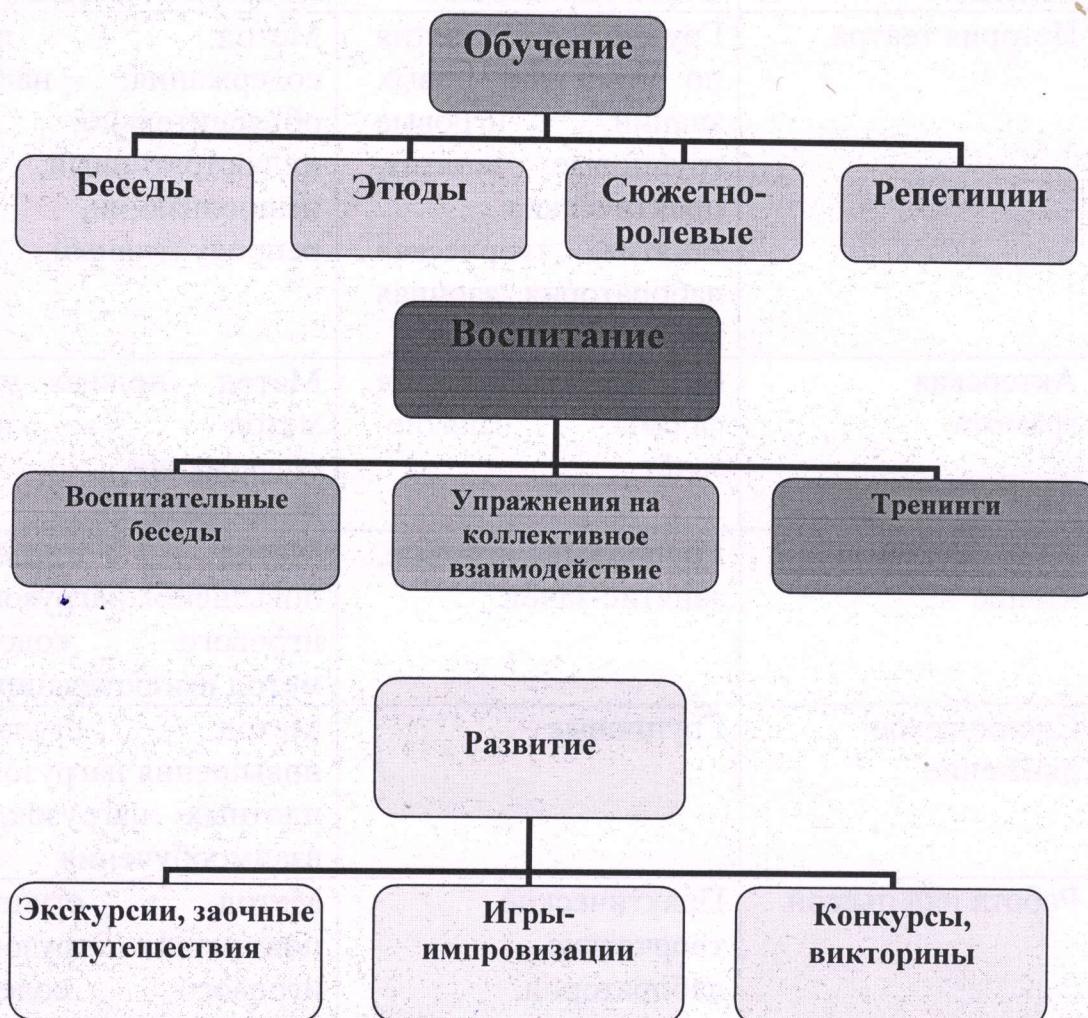 Обучение
Беседы
Этюды
Сюжетно-
ролевые
Репетиции
Воспитание
Воспитательные
беседы
Упражнения на
коллективное
взаимодействие
Тренинги
Развитие
Экскурсии, заочные
путешествия
Игры-
импровизации
Конкурсы,
викторины